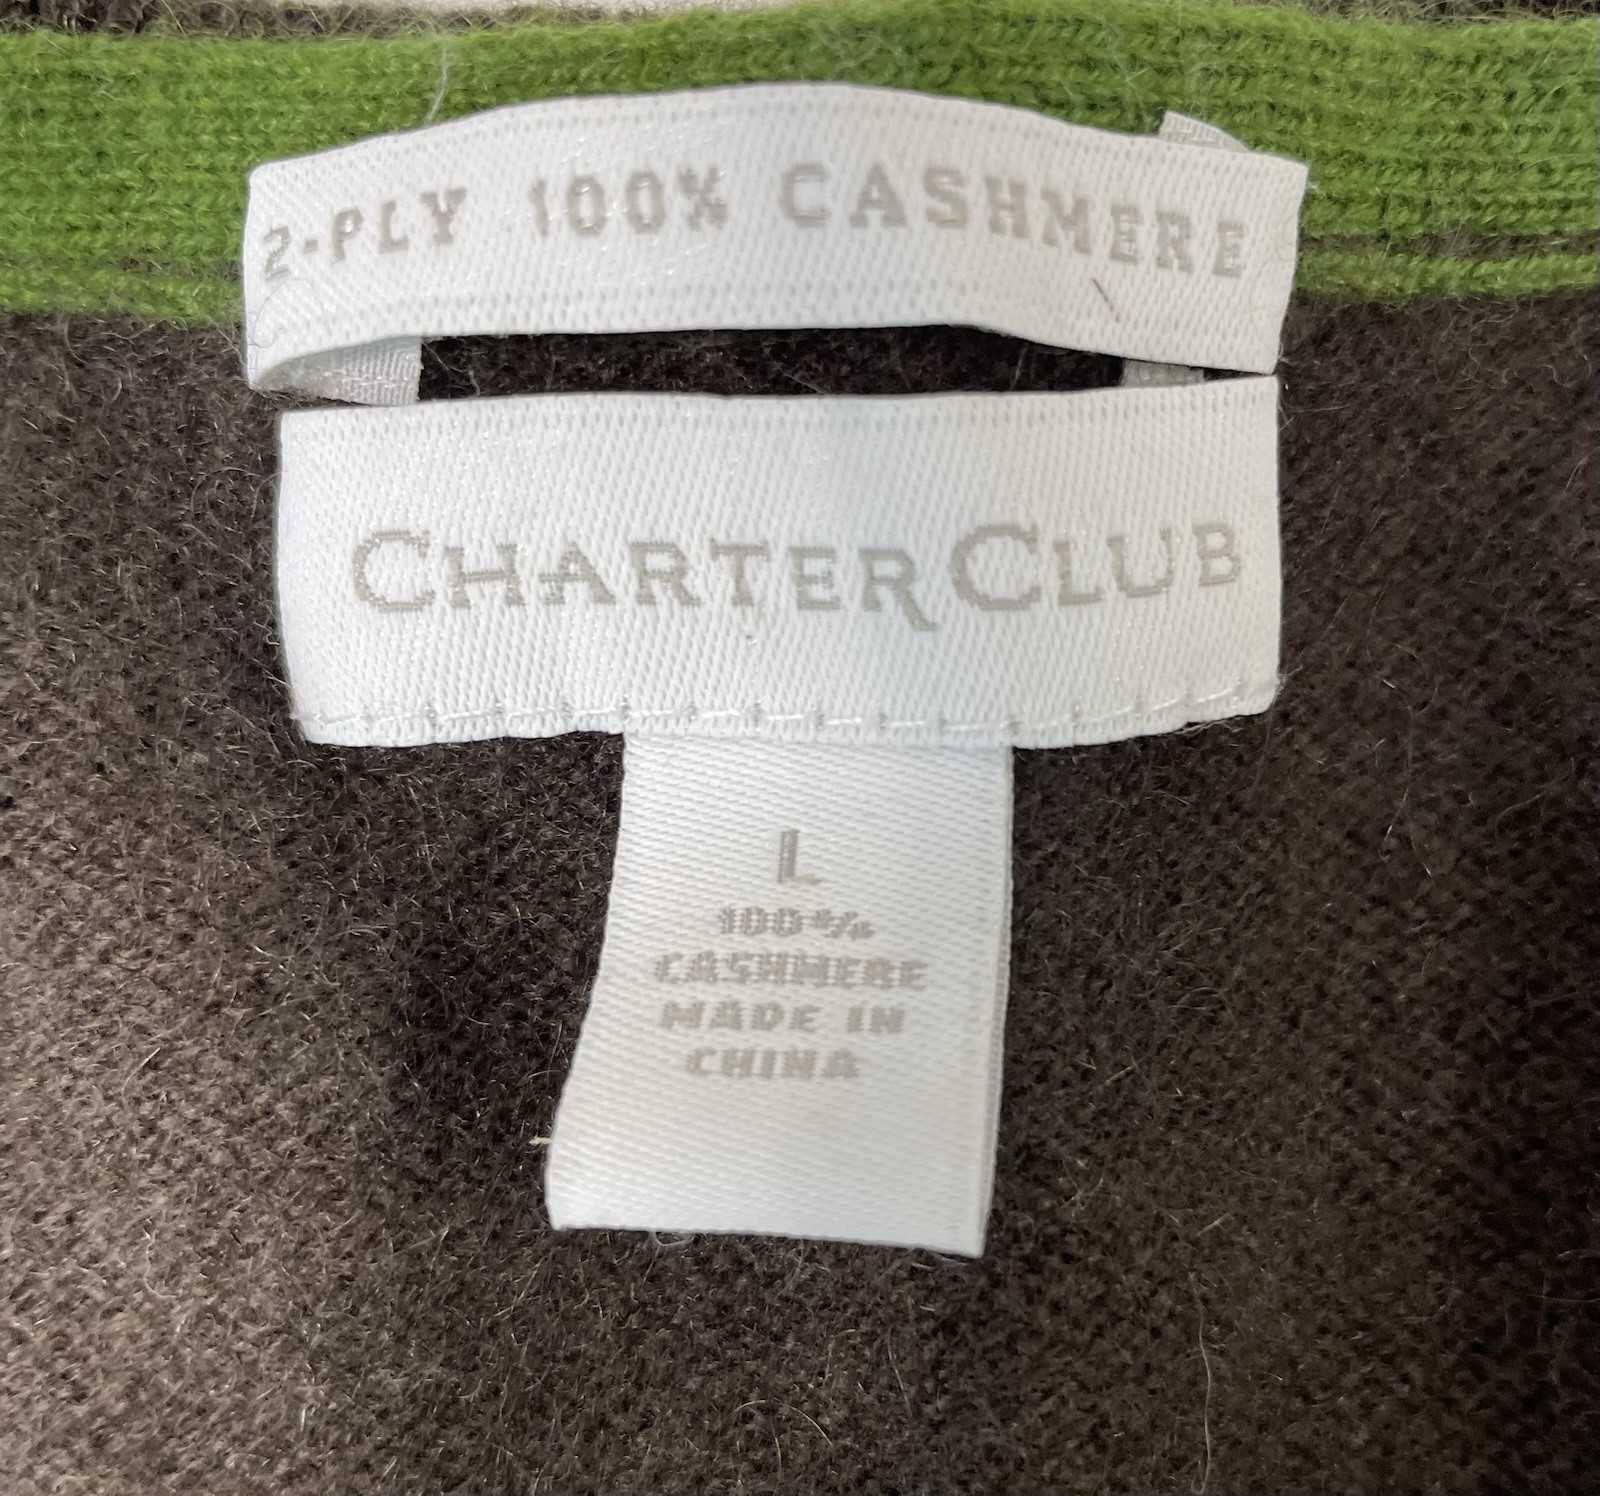 2-PLY 100% CASHMERE
CHARTER CLUB
L
100%
CASHMERE
MADE IN
CHINA